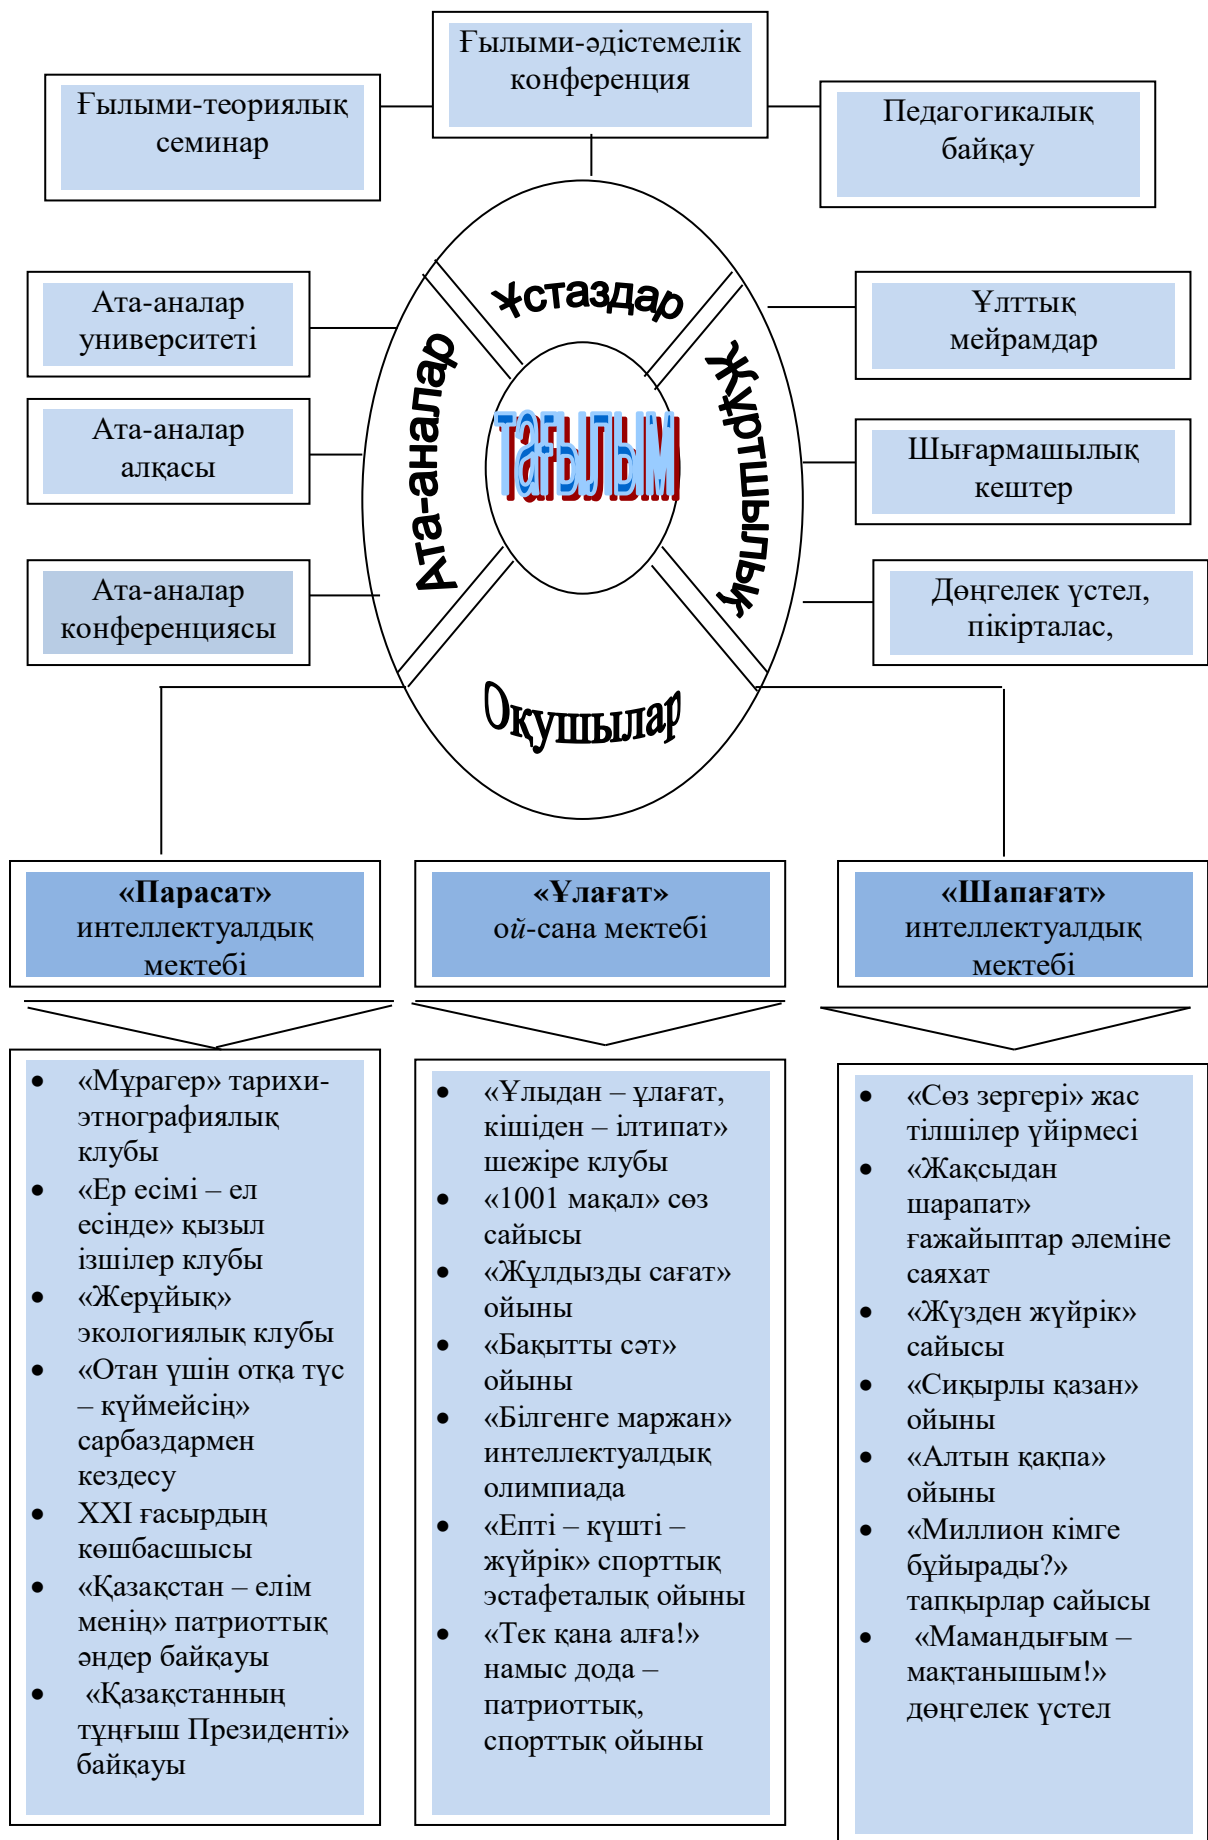 Ғылыми-әдістемелік
конференция
Ғылыми-теориялық
семинар
Педагогикалық
байқау
Ұстаздар
Ата-аналар
университеті
Ұлттық
мейрамдар
Ата-аналар
Жұртшылық
тағылым
Ата-аналар
алқасы
Шығармашылық
кештер
Ата-аналар
конференциясы
Дөңгелек үстел,
пікірталас,
Оқушылар
«Парасат»
интеллектуалдық
мектебі
«Ұлағат»
ой-сана мектебі
«Шапағат»
интеллектуалдық
мектебі
• «Мұрагер» тарихи-
этнографиялық
клубы
• «Ер есімі – ел
есінде» қызыл
ізшілер клубы
• «Жерұйық»
экологиялық клубы
• «Отан үшін отқа түс
– күймейсің»
сарбаздармен
кездесу
• XXI ғасырдың
көшбасшысы
• «Қазақстан – елім
менің» патриоттық
әндер байқауы
• «Қазақстанның
тұңғыш Президенті»
байқауы
• «Ұлыдан – ұлағат,
кішіден – ілтипат»
шежіре клубы
• «1001 мақал» сөз
сайысы
• «Жұлдызды сағат»
ойыны
• «Бақытты сәт»
ойыны
• «Білгенге маржан»
интеллектуалдық
олимпиада
• «Епті – күшті –
жүйрік» спорттық
эстафеталық ойыны
• «Тек қана алға!»
намыс дода –
патриоттық,
спорттық ойыны
• «Сөз зергері» жас
тілшілер үйірмесі
• «Жақсыдан
шарапат»
ғажайыптар әлеміне
саяхат
• «Жүзден жүйрік»
сайысы
• «Сиқырлы қазан»
ойыны
• «Алтын қақпа»
ойыны
• «Миллион кімге
бұйырады?»
тапқырлар сайысы
• «Мамандығым –
мақтанышым!»
дөңгелек үстел